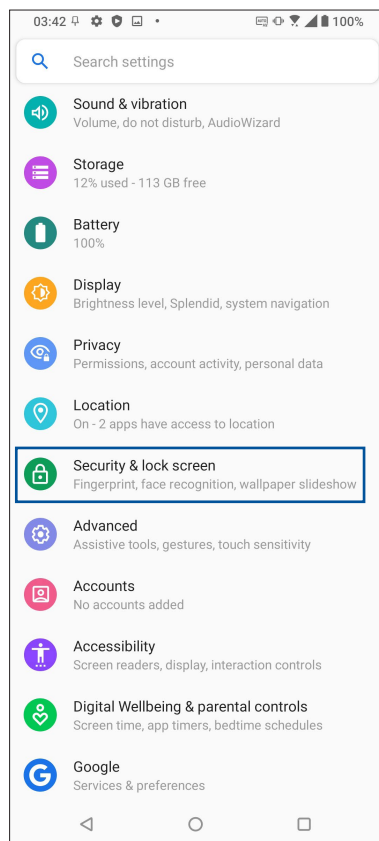 03:42 100%
Search settings
Sound & vibration
Volume, do not disturb, AudioWizard
Storage
12% used - 113 GB free
Battery
100%
Display
Brightness level, Splendid, system navigation
Privacy
Permissions, account activity, personal data
Location
On - 2 apps have access to location
Security & lock screen
Fingerprint, face recognition, wallpaper slideshow
Advanced
Assistive tools, gestures, touch sensitivity
Accounts
No accounts added
Accessibility
Screen readers, display, interaction controls
Digital Wellbeing & parental controls
Screen time, app timers, bedtime schedules
Google
Services & preferences